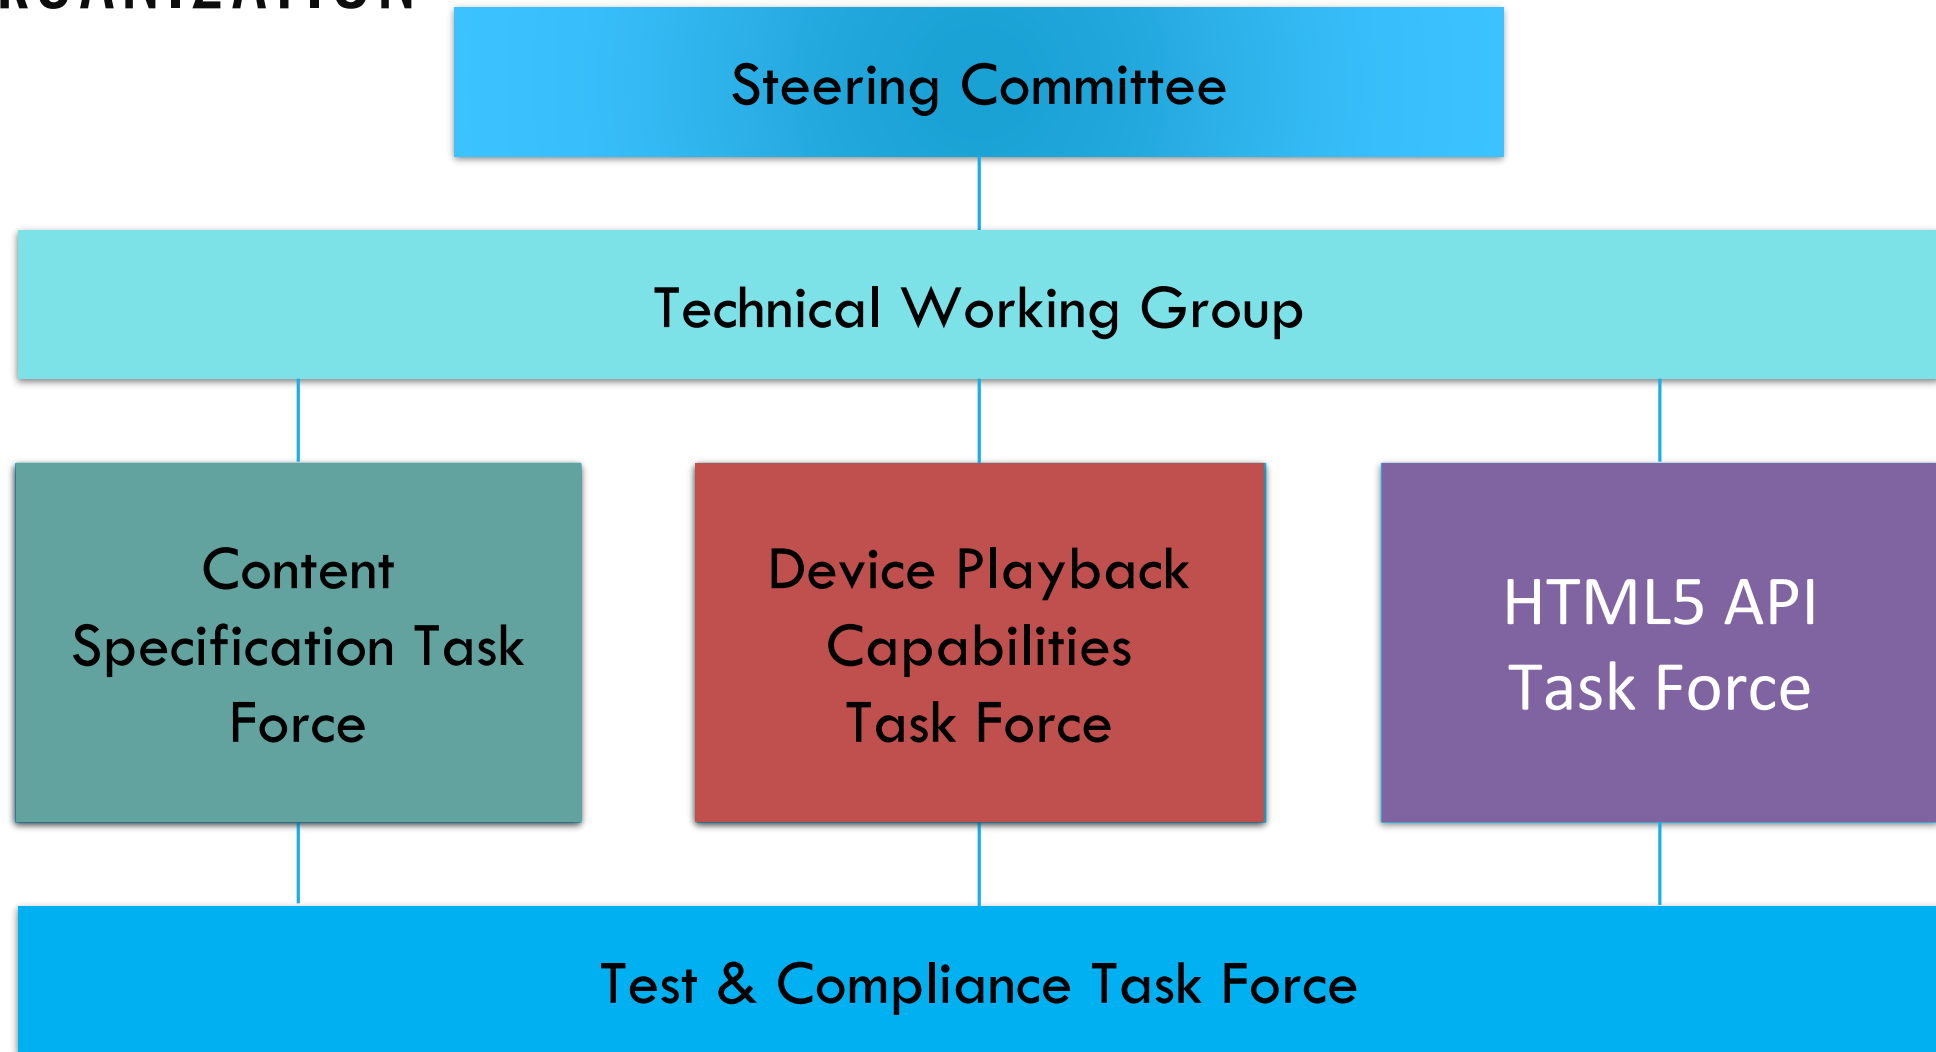 Steering Committee
Technical Working Group
Content
Specification Task
Force
Device Playback
Capabilities
Task Force
HTML5 API
Task Force
Test & Compliance Task Force